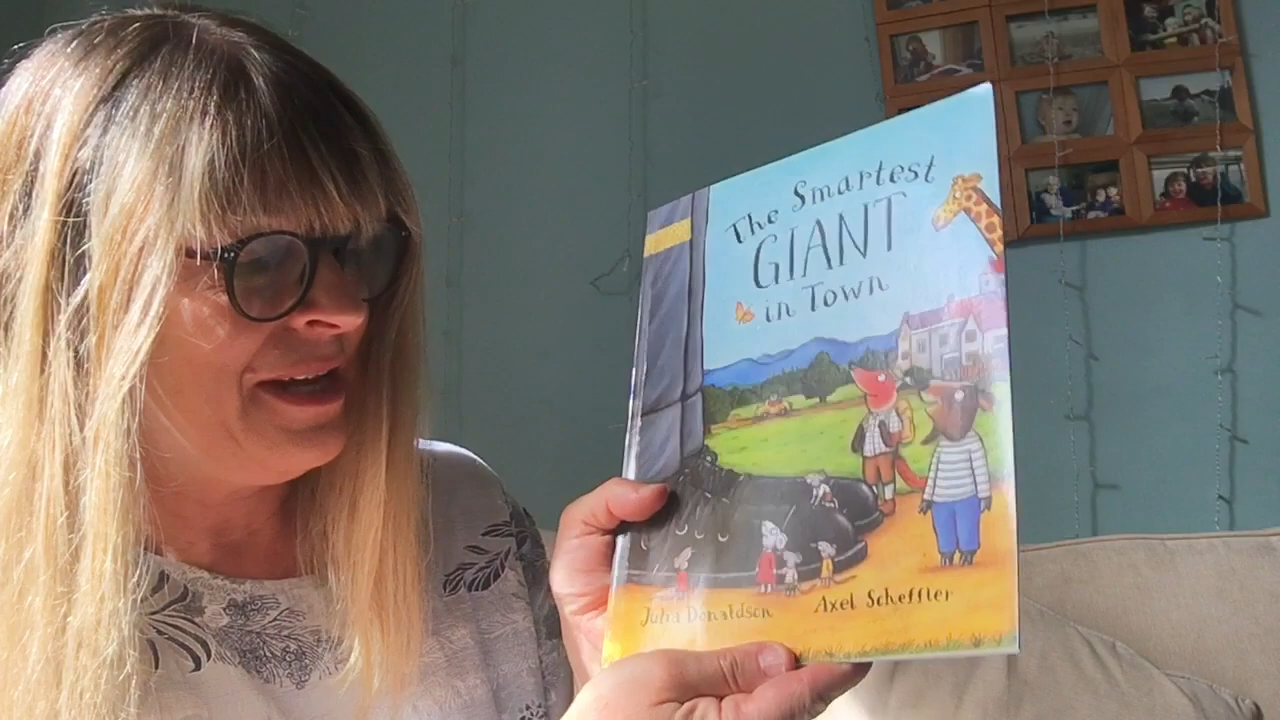 The Smartest
GIANT
in Town
Julia Donaldson
Axel Scheffler